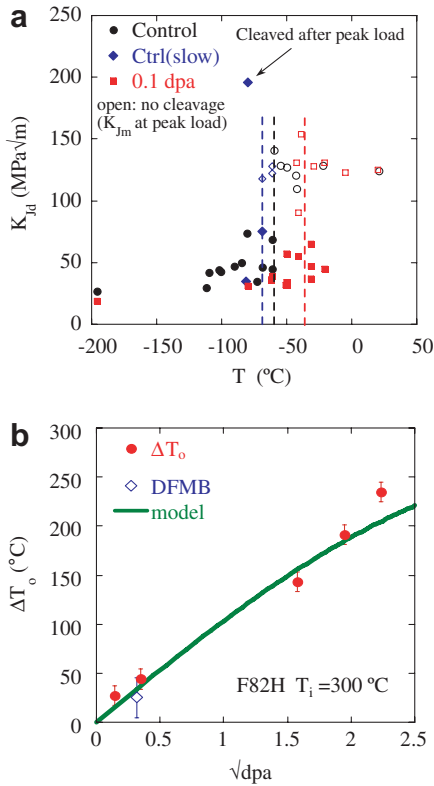 a
Control
Ctrl(slow)
0.1 dpa
open: no cleavage
(K_Jm at peak load)
Cleaved after peak load
250
200
150
100
50
0
K_Jd (MPa√m)
-200 -150 -100 -50 0 50
T (ºC)
b
ΔT_o
DFMB
model
300
250
200
150
100
50
0
ΔT_o (°C)
F82H T_i =300 ºC
0 0.5 1 1.5 2 2.5
√dpa